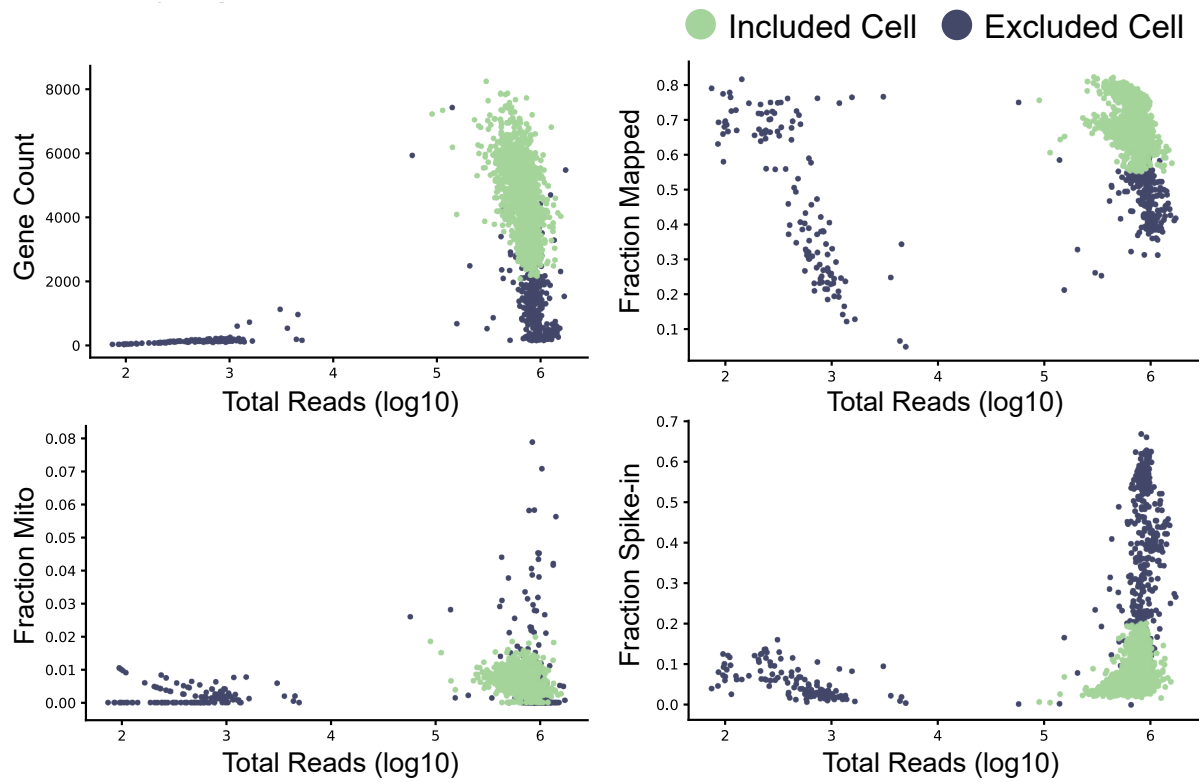 Included Cell Excluded Cell
8000
6000
4000
2000
0
Gene Count
2 3 4 5 6
Total Reads (log10)
0.8
0.7
0.6
0.5
0.4
0.3
0.2
0.1
Fraction Mapped
2 3 4 5 6
Total Reads (log10)
0.08
0.07
0.06
0.05
0.04
0.03
0.02
0.01
0.00
Fraction Mito
2 3 4 5 6
Total Reads (log10)
0.7
0.6
0.5
0.4
0.3
0.2
0.1
0.0
Fraction Spike-in
2 3 4 5 6
Total Reads (log10)